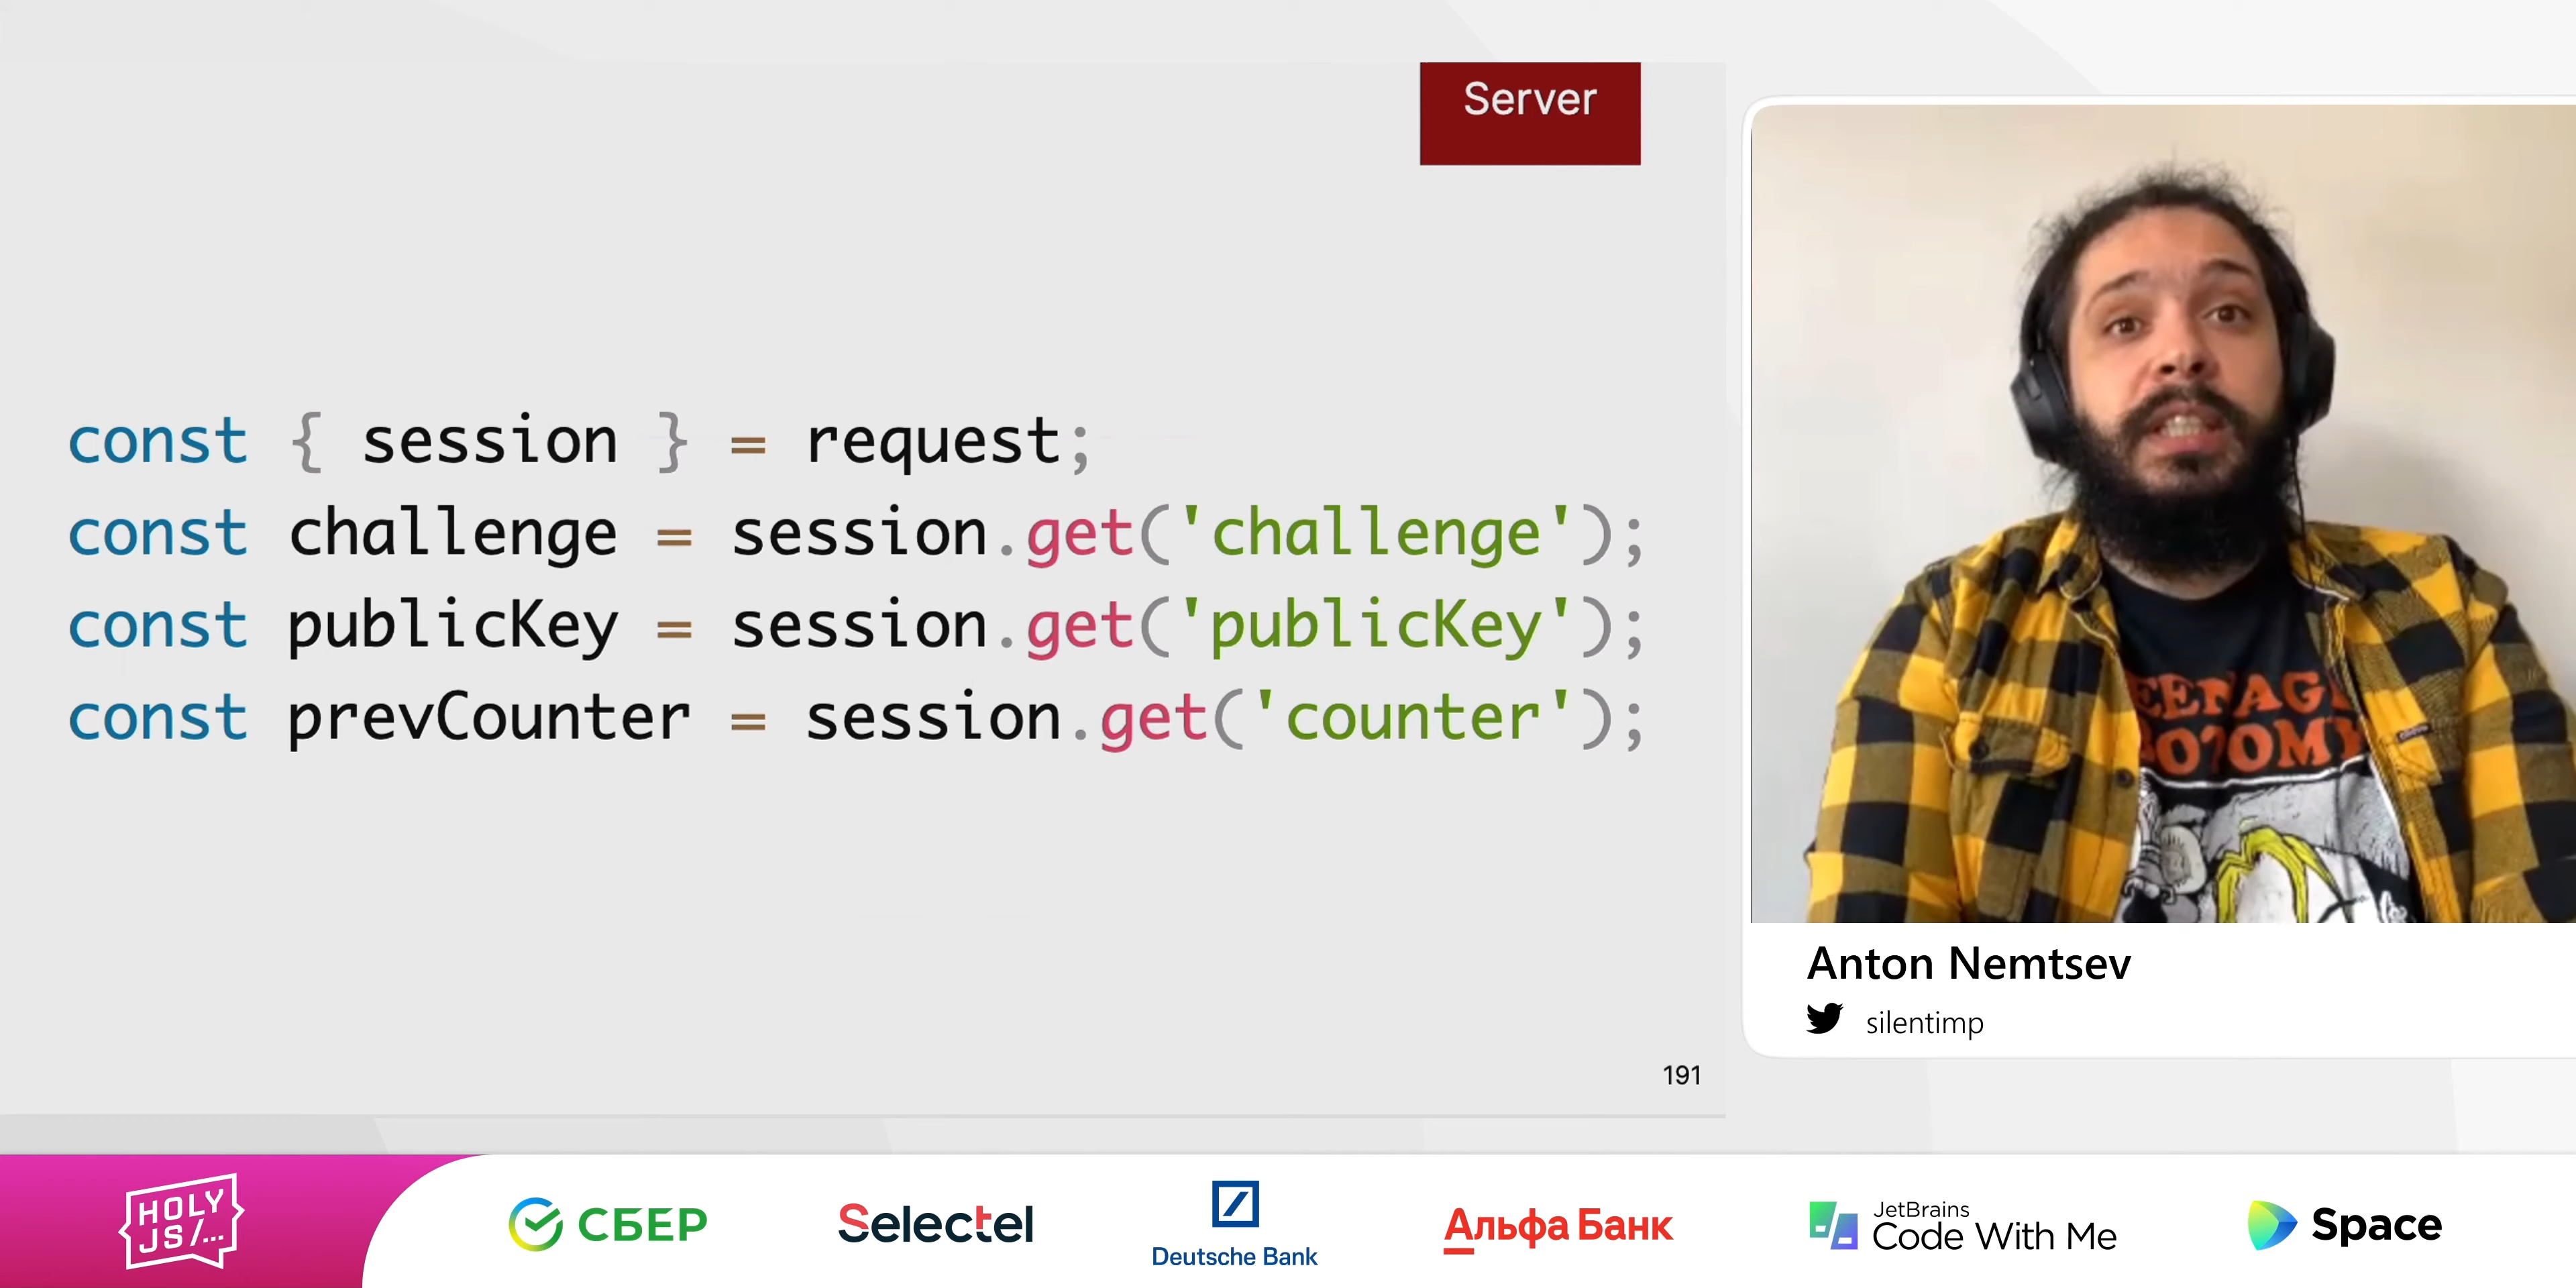 Server
const { session } = request;
const challenge = session.get('challenge');
const publicKey = session.get('publicKey');
const prevCounter = session.get('counter');
191
Anton Nemtsev
silentimp
HOLY
JS/...
СБЕР
Selectel
Deutsche Bank
Альфа Банк
JetBrains
Code With Me
Space